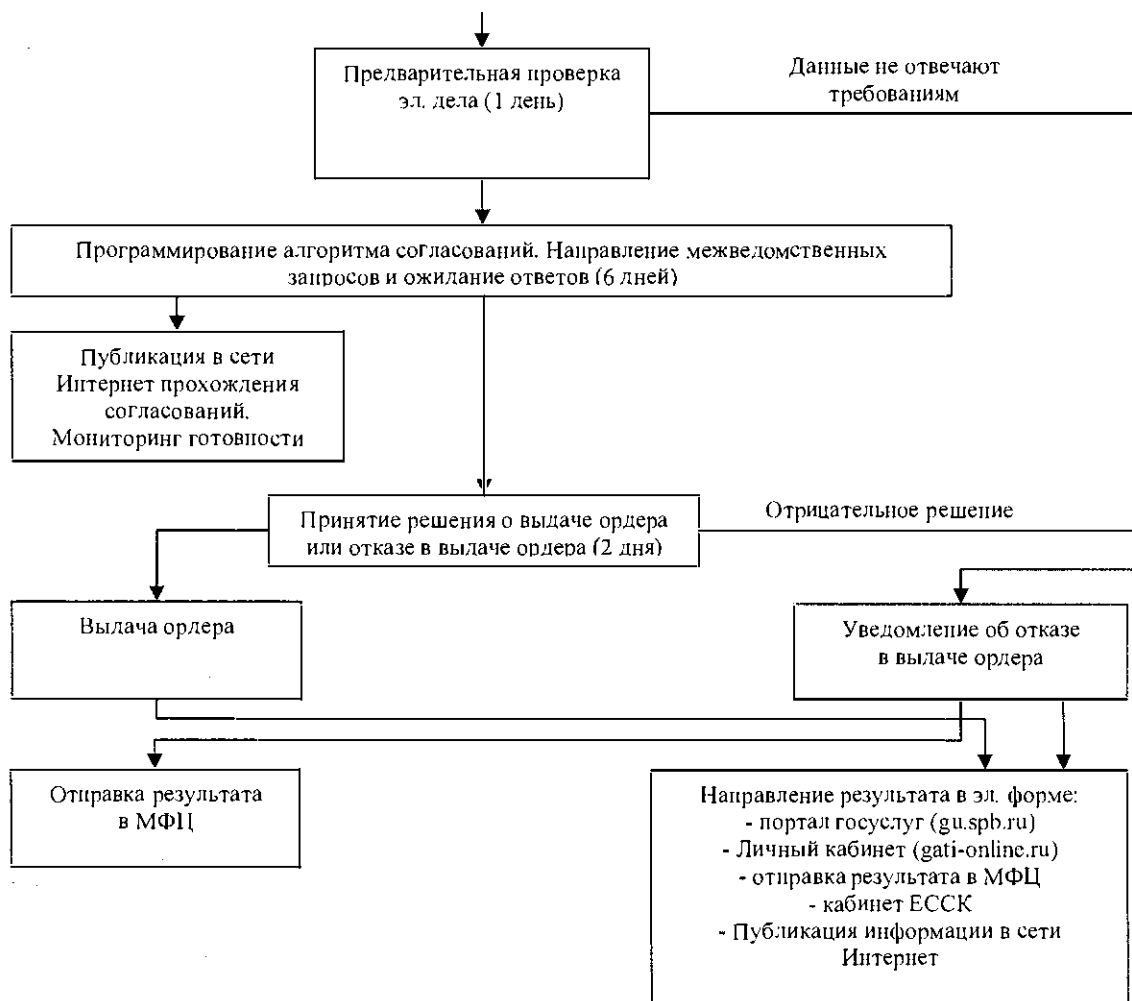 Предварительная проверка
эл. дела (1 день)
Данные не отвечают
требованиям
Программирование алгоритма согласований. Направление межведомственных
запросов и ожидание ответов (6 дней)
Публикация в сети
Интернет прохождения
согласований.
Мониторинг готовности
Принятие решения о выдаче ордера
или отказе в выдаче ордера (2 дня)
Отрицательное решение
Выдача ордера
Уведомление об отказе
в выдаче ордера
Отправка результата
в МФЦ
Направление результата в эл. форме:
- портал госуслуг (gu.spb.ru)
- Личный кабинет (gati-online.ru)
- отправка результата в МФЦ
- кабинет ЕССК
- Публикация информации в сети
Интернет